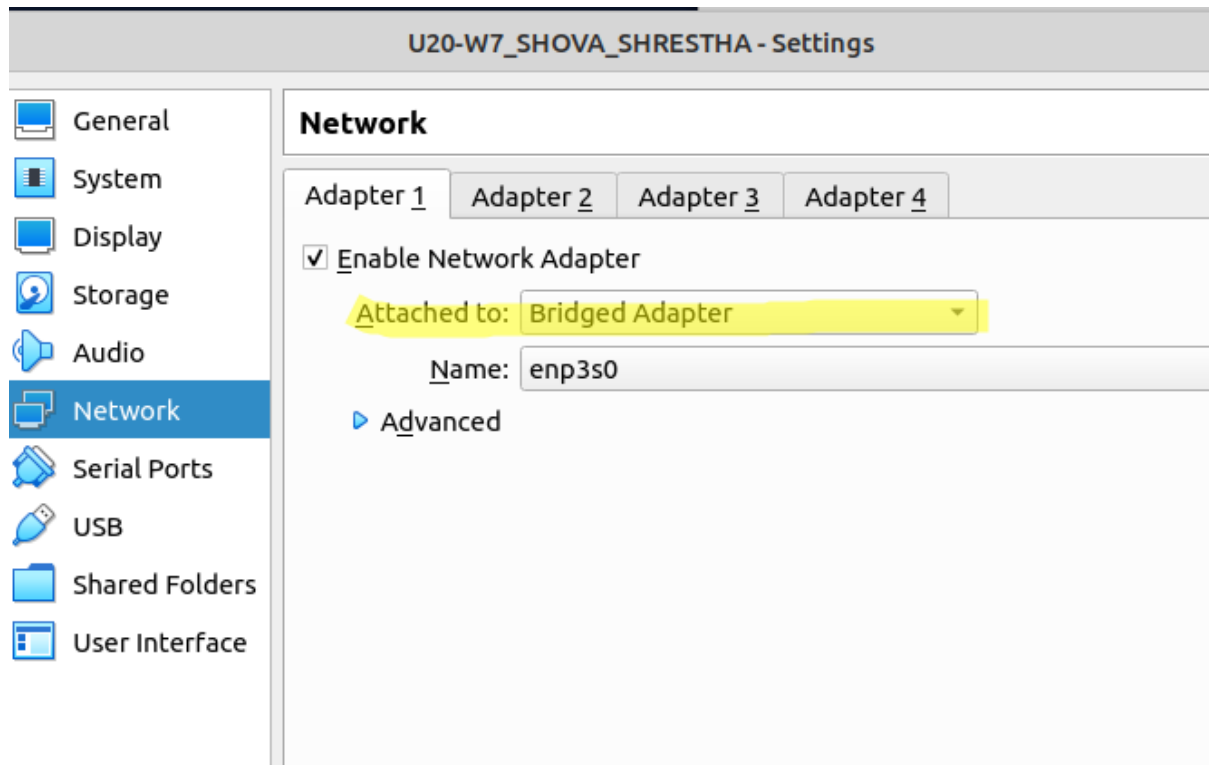 U20-W7_SHOVA_SHRESTHA - Settings
General
System
Display
Storage
Audio
Network
Serial Ports
USB
Shared Folders
User Interface
Network
Adapter 1 Adapter 2 Adapter 3 Adapter 4
Enable Network Adapter
Attached to: Bridged Adapter
Name: enp3s0
Advanced